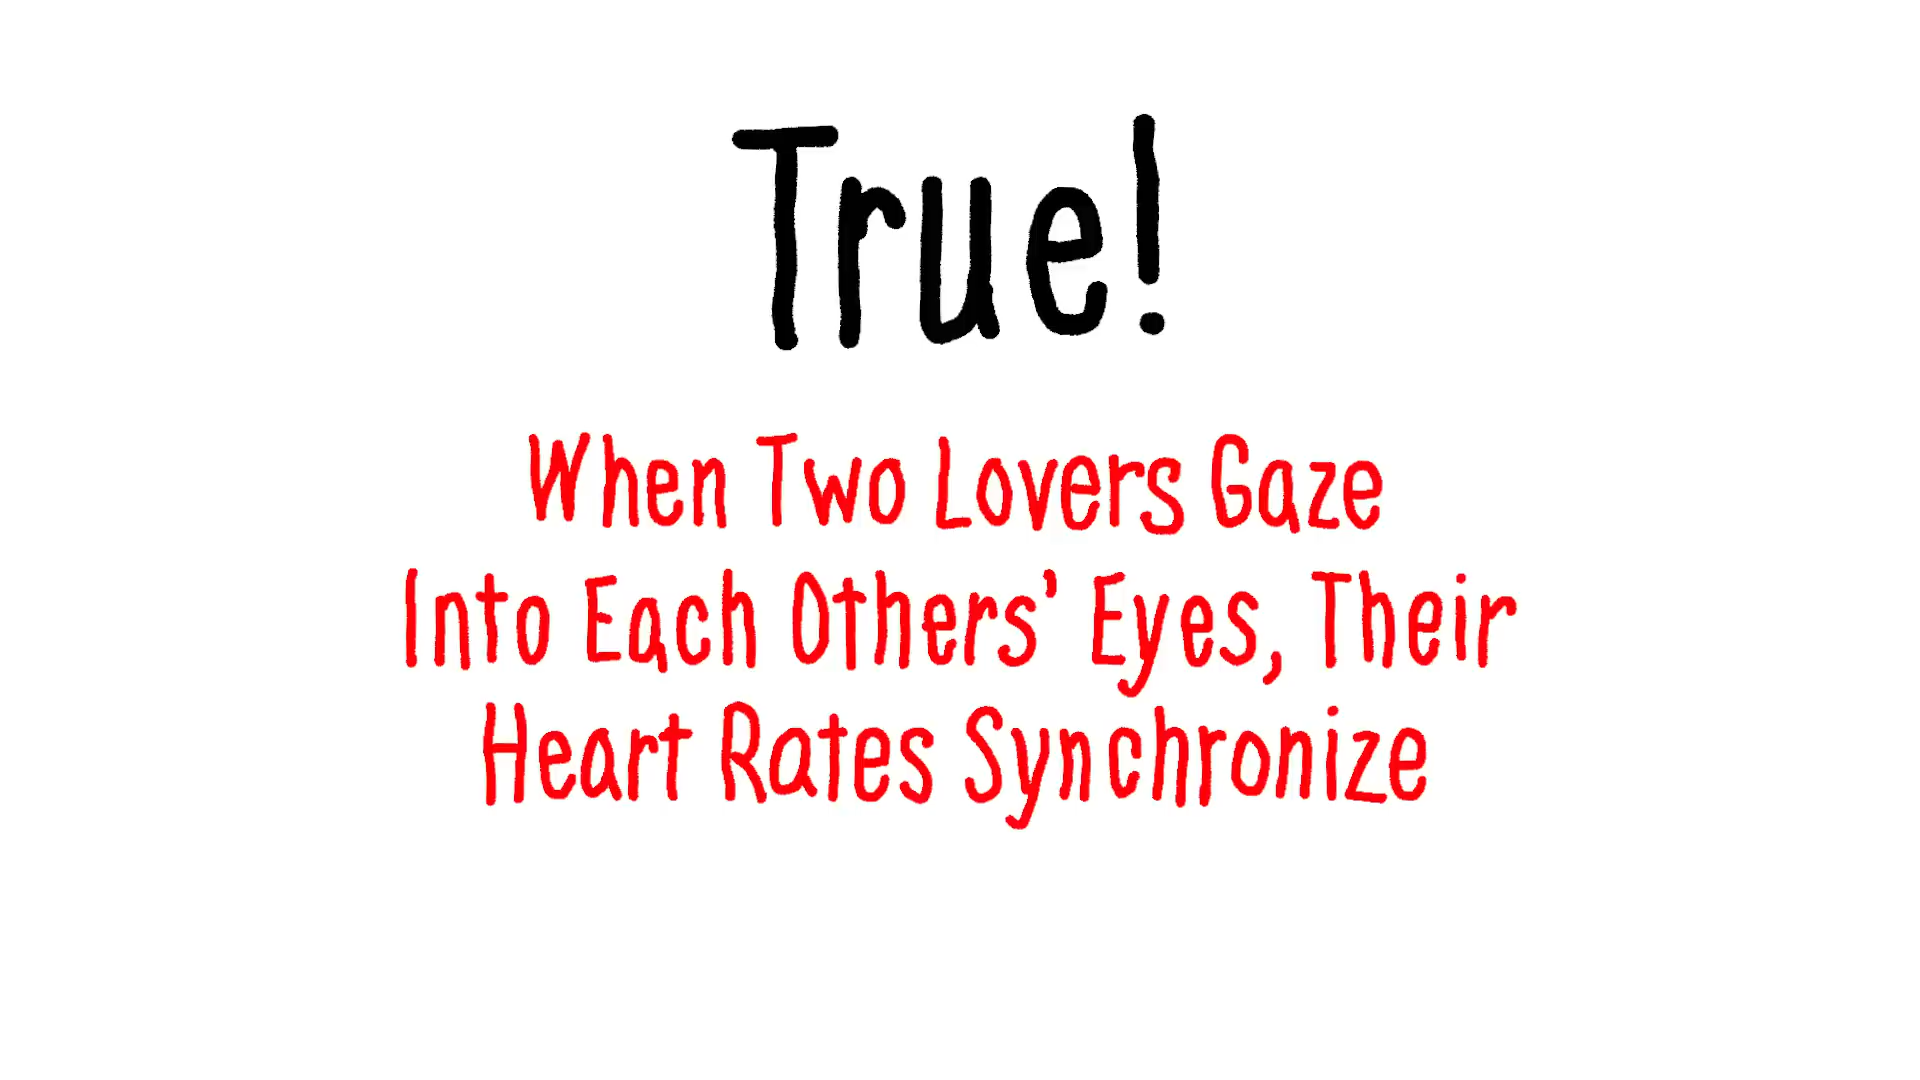 True!
When Two Lovers Gaze
Into Each Others' Eyes, Their
Heart Rates Synchronize